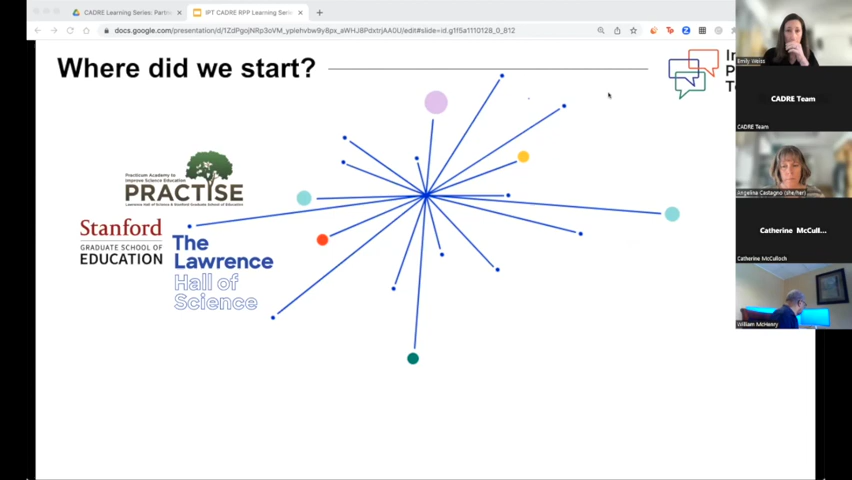 CADRE Learning Series: Partn
IPT CADRE RPP Learning Serie
docs.google.com/presentation/d/1ZdPgojNRp3oVM_yplehvbw9y8px_aWHJ8PdxtrjAA0U/edit#slide=id.g1f5a1110128_0_812
Where did we start?
In
P
T
PRACTISE
Practicum Academy to
Improve Science Education
Lawrence Hall of Science & Stanford Graduate School of Education
Stanford
GRADUATE SCHOOL OF
EDUCATION
The
Lawrence
Hall of
Science
Emily Weiss
CADRE Team
CADRE Team
Angelina Castagno (she/her)
Catherine McCull...
Catherine McCulloch
William McHenry